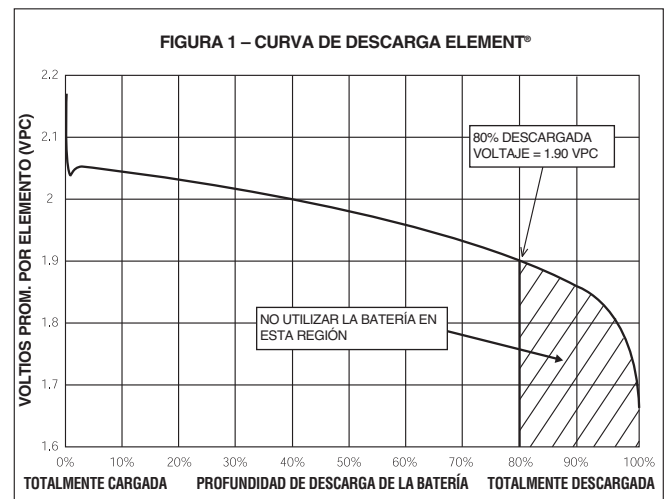 FIGURA 1 – CURVA DE DESCARGA ELEMENT®
VOLTIOS PROM. POR ELEMENTO (VPC)
2.2
2.1
2
1.9
1.8
1.7
1.6
80% DESCARGADA
VOLTAJE = 1.90 VPC
NO UTILIZAR LA BATERÍA EN
ESTA REGIÓN
0% 10% 20% 30% 40% 50% 60% 70% 80% 90% 100%
TOTALMENTE CARGADA PROFUNDIDAD DE DESCARGA DE LA BATERÍA TOTALMENTE DESCARGADA